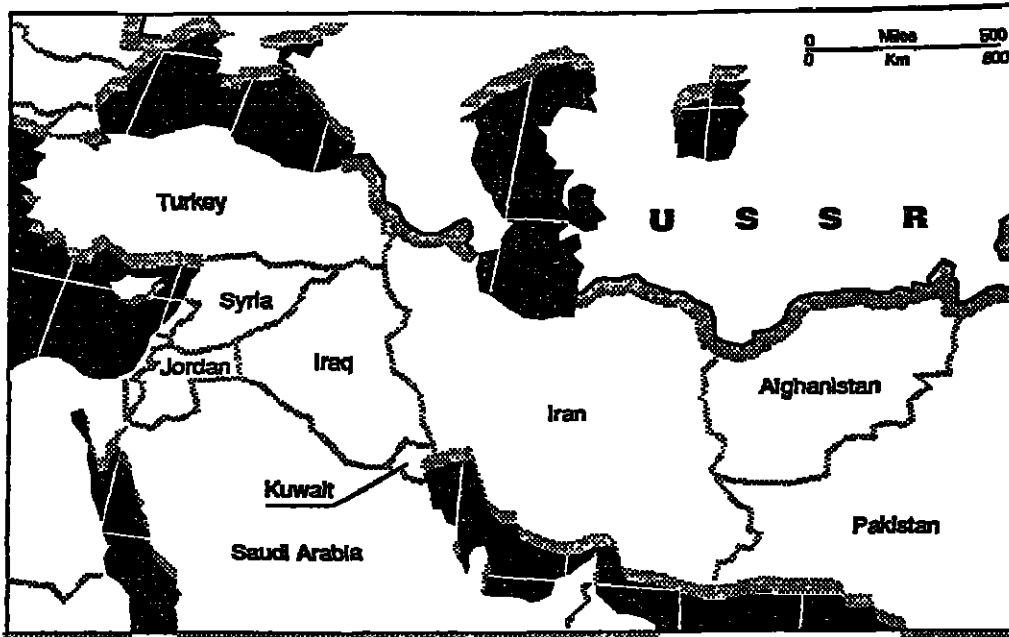 0 Miles 500
0 Km 800
Turkey
U S S R
Syria
Jordan
Iraq
Iran
Afghanistan
Kuwait
Pakistan
Saudi Arabia